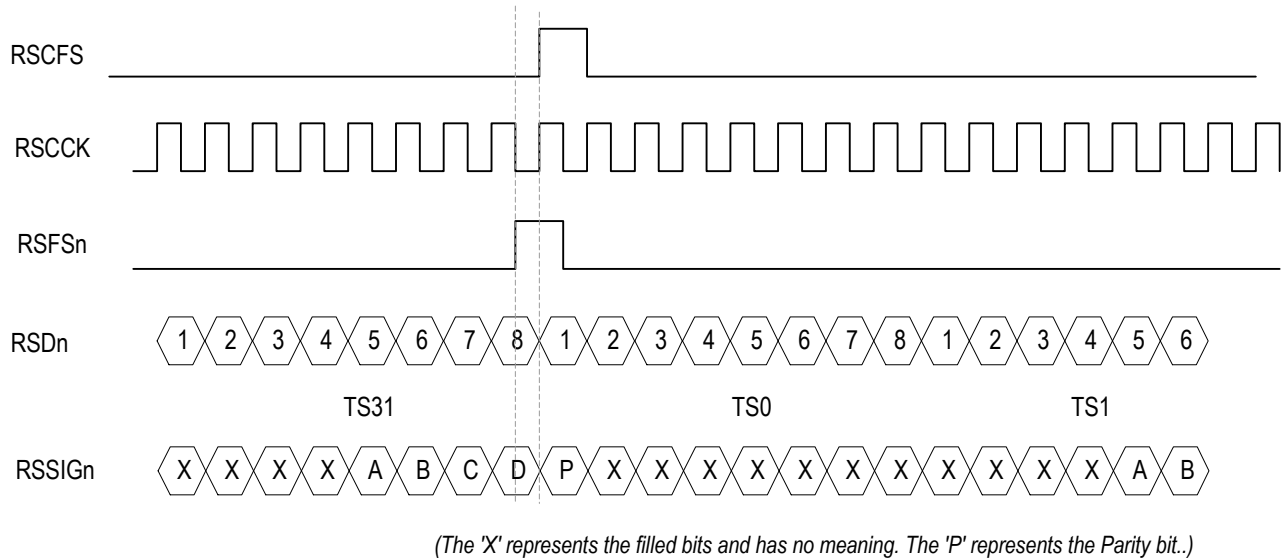 RSCFS
RSCCK
RSFSn
RSDn 1 2 3 4 5 6 7 8 1 2 3 4 5 6 7 8 1 2 3 4 5 6
TS31 TS0 TS1
RSSIGn X X X X A B C D P X X X X X X X X X X X A B
(The 'X' represents the filled bits and has no meaning. The 'P' represents the Parity bit..)